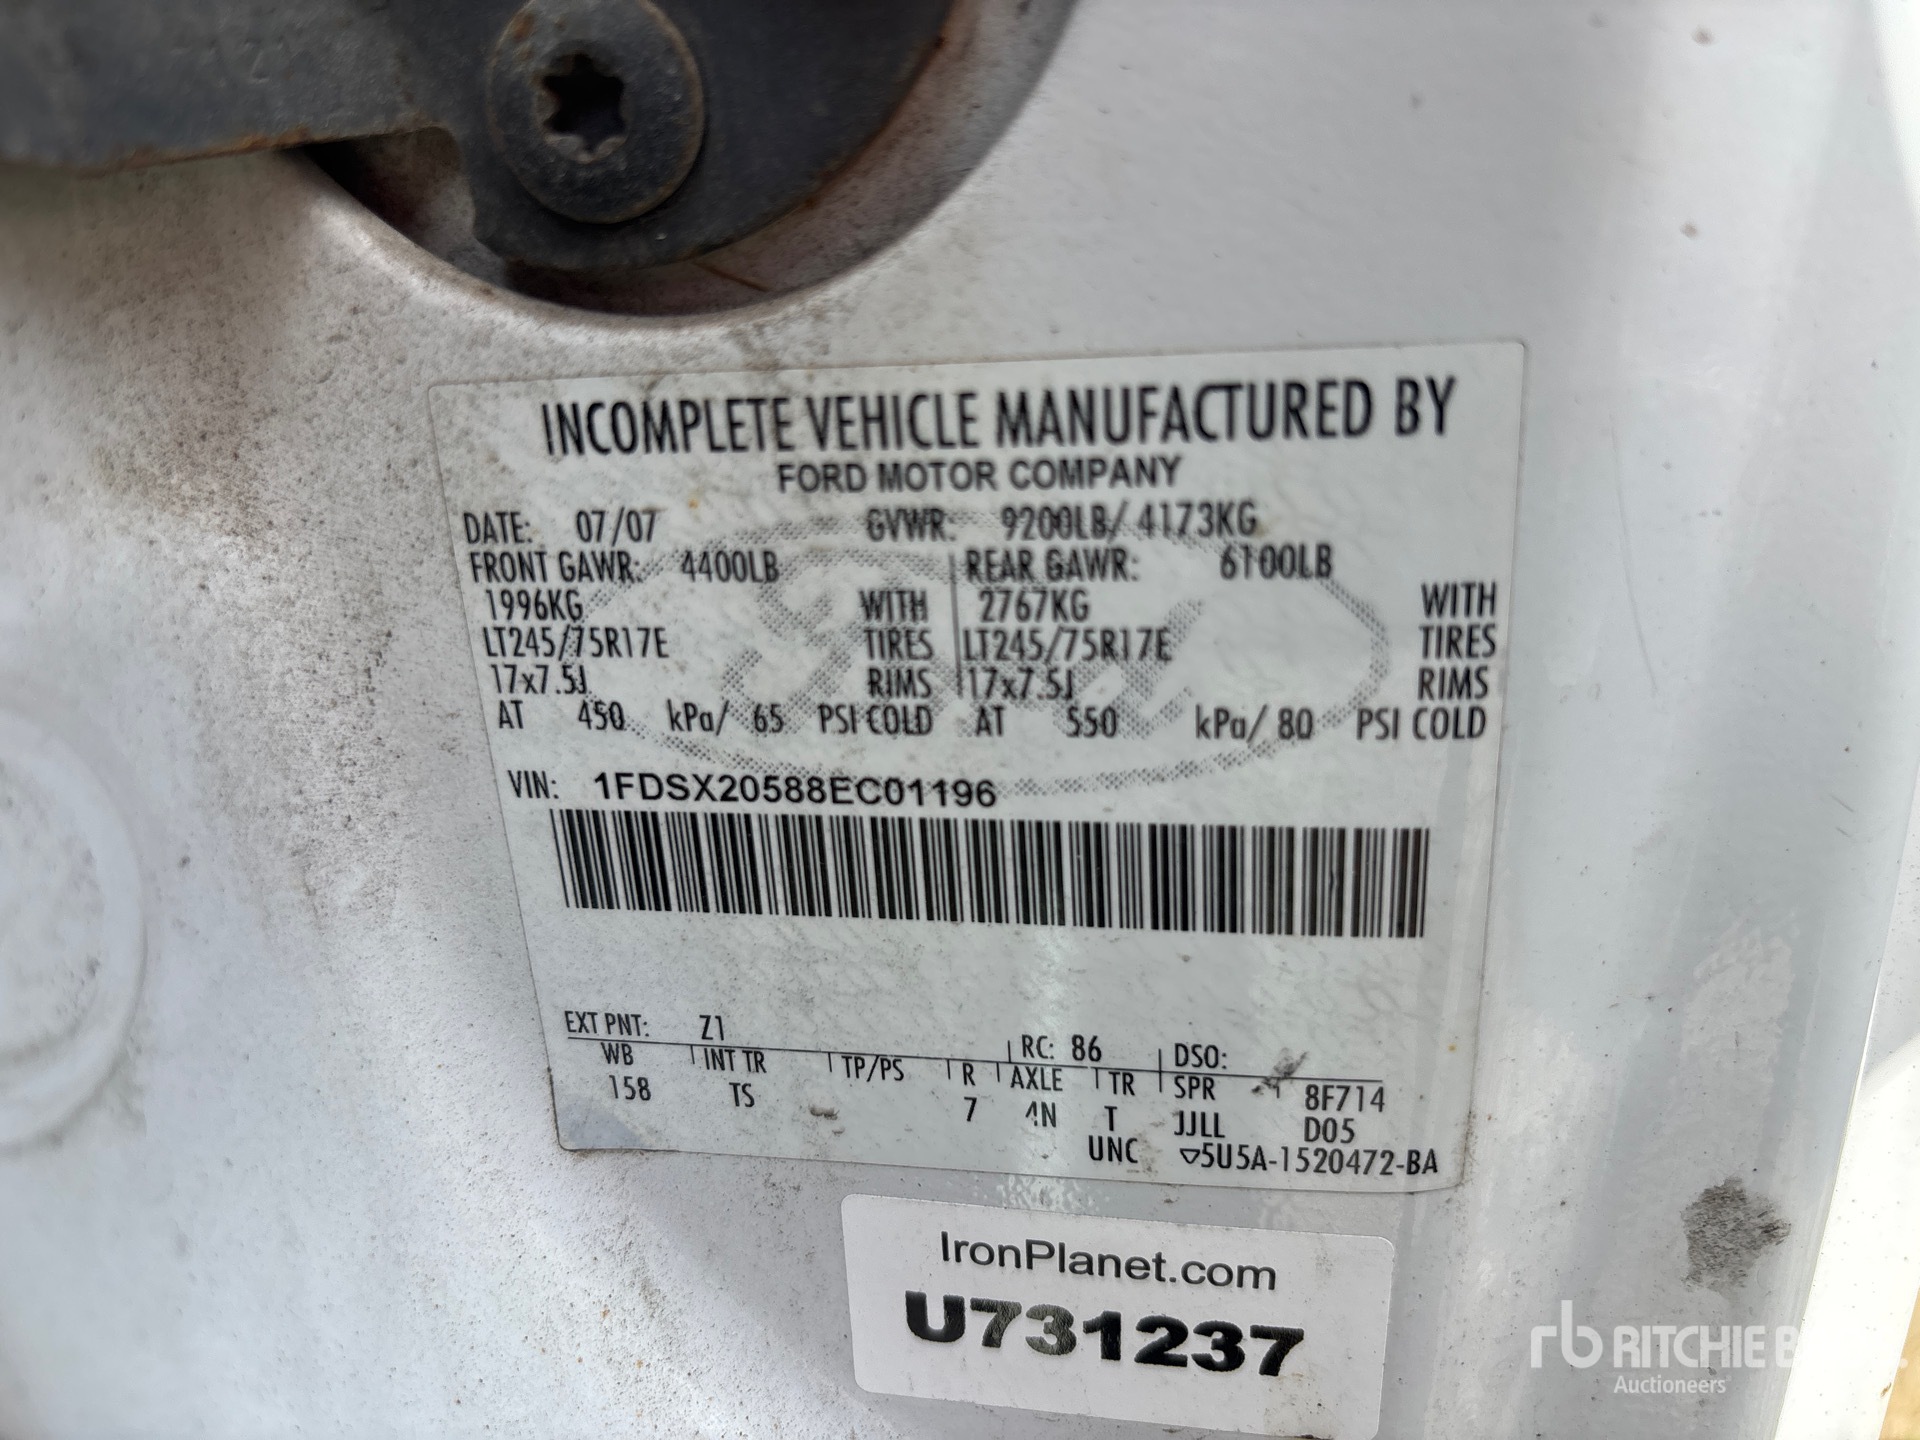 INCOMPLETE VEHICLE MANUFACTURED BY
FORD MOTOR COMPANY
DATE: 07/07 GVWR: 9200LB/ 4173KG
FRONT GAWR: 4400LB REAR GAWR: 6100LB
1996KG WITH 2767KG WITH
LT245/75R17E TIRES LT245/75R17E TIRES
17x7.5J RIMS 17x7.5J RIMS
AT 450 kPa/ 65 PSI COLD AT 550 kPa/ 80 PSI COLD
VIN: 1FDSX20588EC01196
EXT PNT: Z1 RC: 86 DSO:
WB INT TR TP/PS R AXLE TR SPR 8F714
158 TS 7 4N T JJLL D05
UNC ▽5U5A-1520472-BA
IronPlanet.com
U731237
rb RITCHIE B
Auctioneers